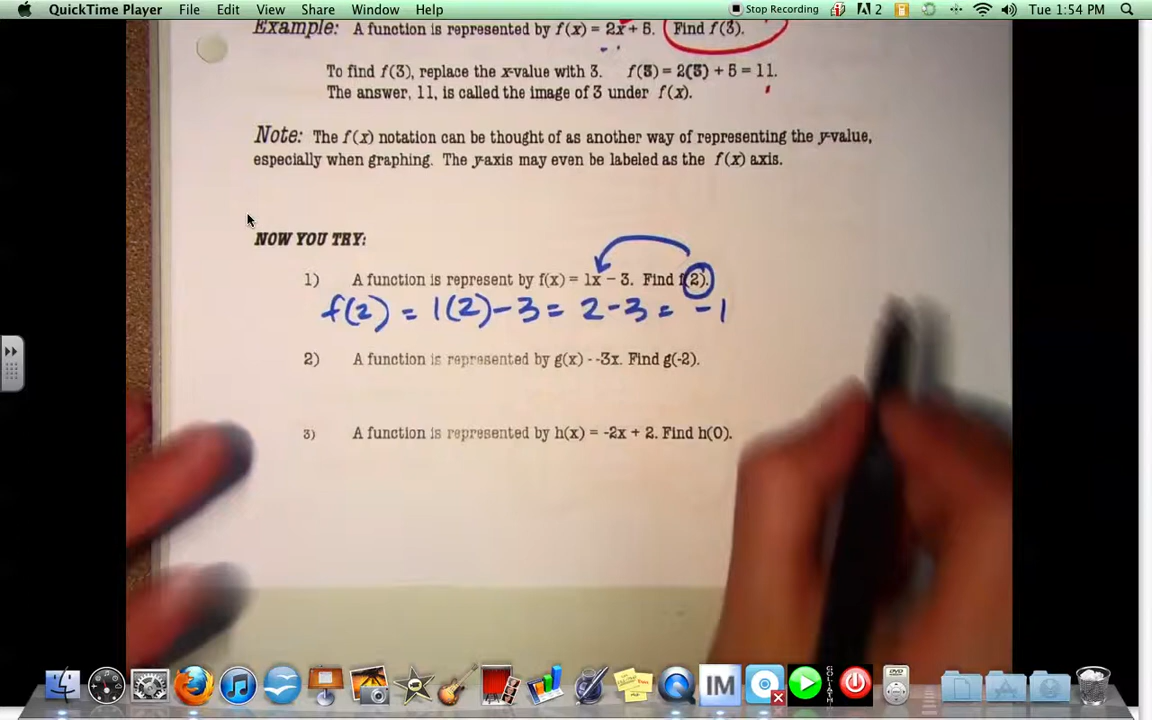 QuickTime Player File Edit View Share Window Help Stop Recording 2 Tue 1:54 PM
Example: A function is represented by f(x) = 2x + 5. Find f(3).
To find f(3), replace the x-value with 3. f(3) = 2(3) + 5 = 11.
The answer, 11, is called the image of 3 under f(x).
Note: The f(x) notation can be thought of as another way of representing the y-value,
especially when graphing. The y-axis may even be labeled as the f(x) axis.
NOW YOU TRY:
1) A function is represent by f(x) = 1x - 3. Find f(2).
f(2) = 1(2)-3 = 2-3 = -1
2) A function is represented by g(x) - -3x. Find g(-2).
3) A function is represented by h(x) = -2x + 2. Find h(0).
IM